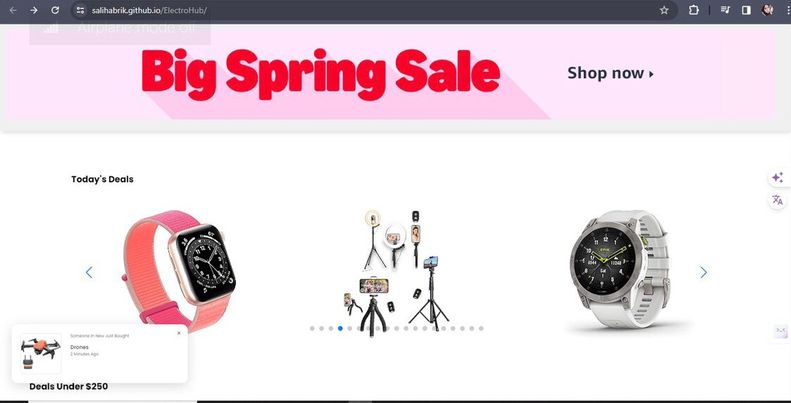 salihabrik.github.io/ElectroHub/
Airplane mode off
Big Spring Sale
Shop now
Today's Deals
Someone in New Just Bought
Drones
2 Minutes Ago
Deals Under $250